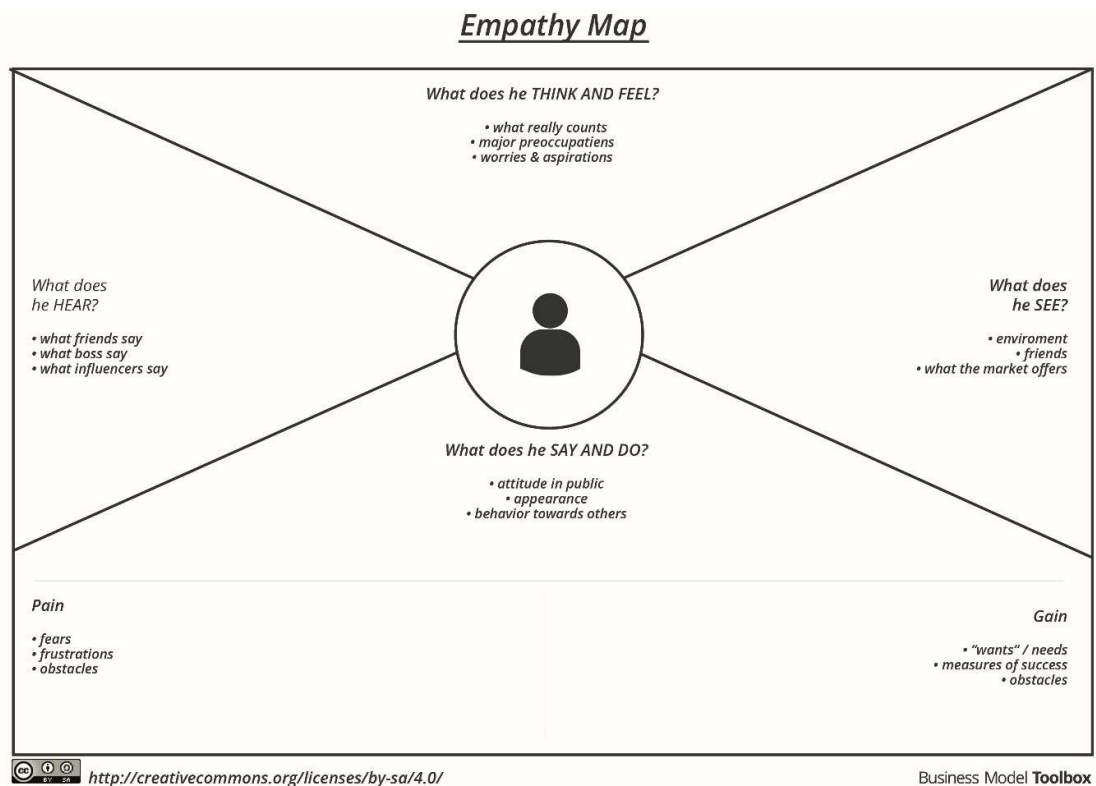 Empathy Map
What does he THINK AND FEEL?
• what really counts
• major preoccupatiens
• worries & aspirations
What does
he HEAR?
• what friends say
• what boss say
• what influencers say
What does
he SEE?
• enviroment
• friends
• what the market offers
What does he SAY AND DO?
• attitude in public
• appearance
• behavior towards others
Pain
• fears
• frustrations
• obstacles
Gain
• “wants“ / needs
• measures of success
• obstacles
cc BY SA
http://creativecommons.org/licenses/by-sa/4.0/
Business Model Toolbox